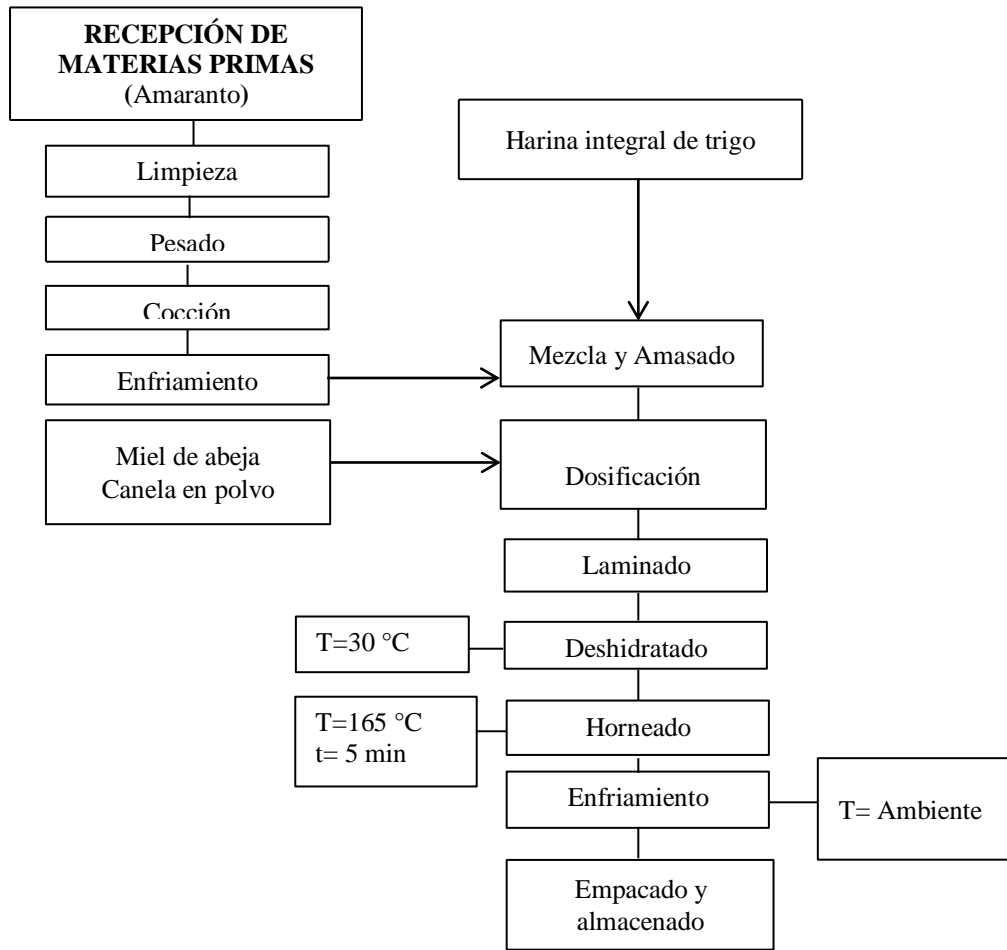 RECEPCIÓN DE
MATERIAS PRIMAS
(Amaranto)
Limpieza
Pesado
Cocción
Enfriamiento
Miel de abeja
Canela en polvo
Harina integral de trigo
Mezcla y Amasado
Dosificación
Laminado
T=30 °C
Deshidratado
T=165 °C
t= 5 min
Horneado
Enfriamiento
T= Ambiente
Empacado y
almacenado